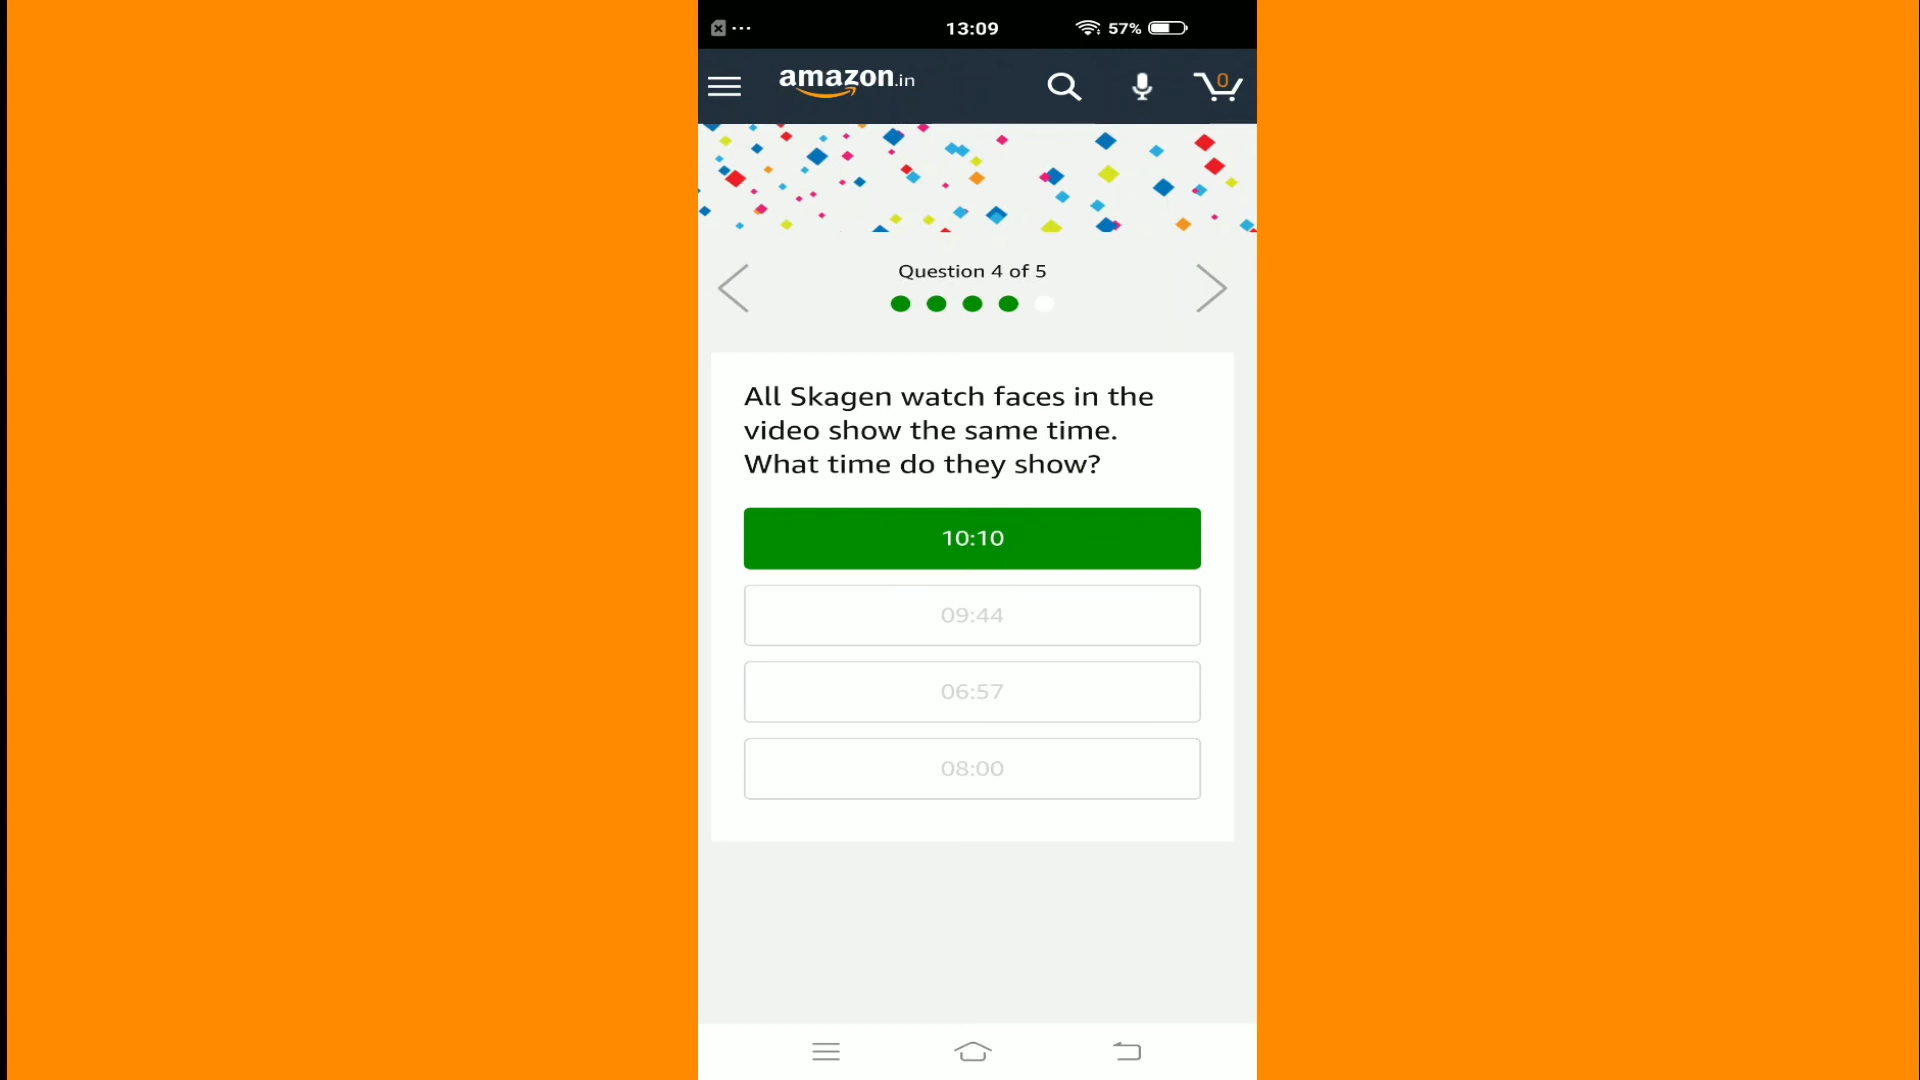 13:09
57%
amazon.in
0
Question 4 of 5
All Skagen watch faces in the
video show the same time.
What time do they show?
10:10
09:44
06:57
08:00